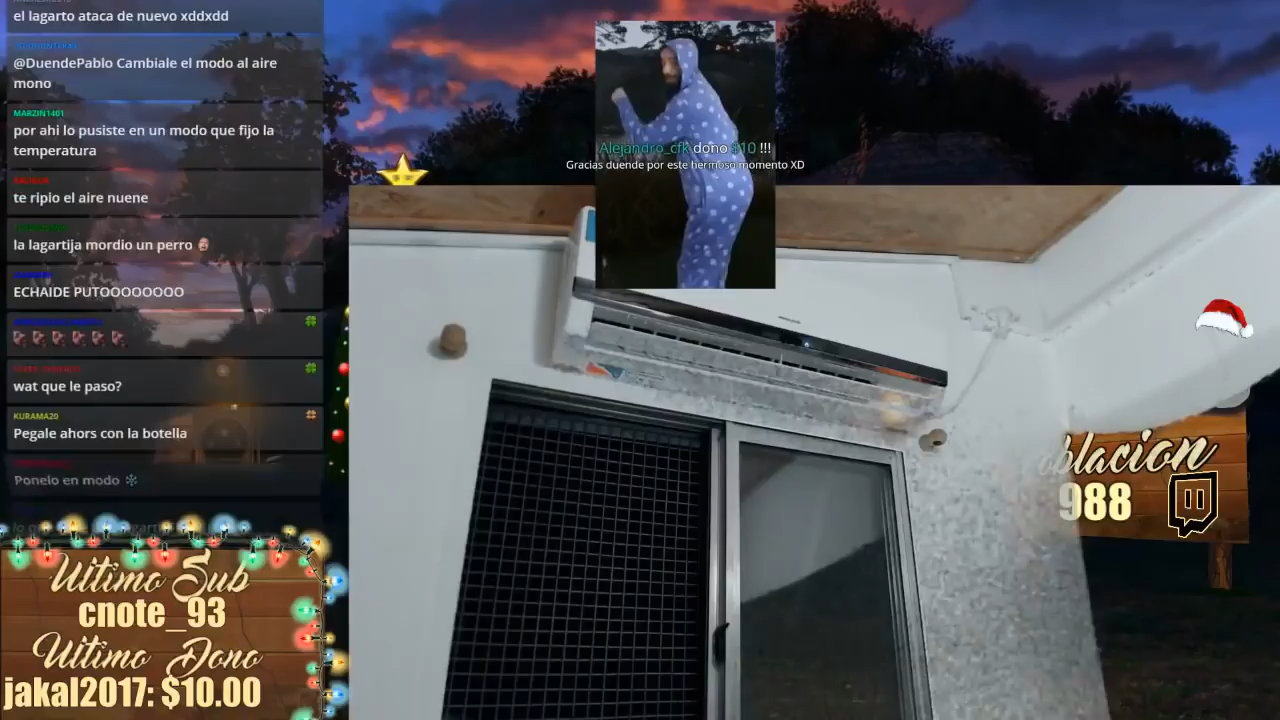 el lagarto ataca de nuevo xddxdd
@DuendePablo Cambiale el modo al aire
mono
MARZIN1401
por ahi lo pusiste en un modo que fijo la
temperatura
te ripio el aire nuene
la lagartija mordio un perro
ECHAIDE PUTOOOOOOOO
wat que le paso?
KURAMA20
Pegale ahors con la botella
Ponelo en modo
Ultimo Sub
cnote_93
Ultimo Dono
jakal2017: $10.00
Alejandro_cfk dono $10 !!!
Gracias duende por este hermoso momento XD
oblacion
988